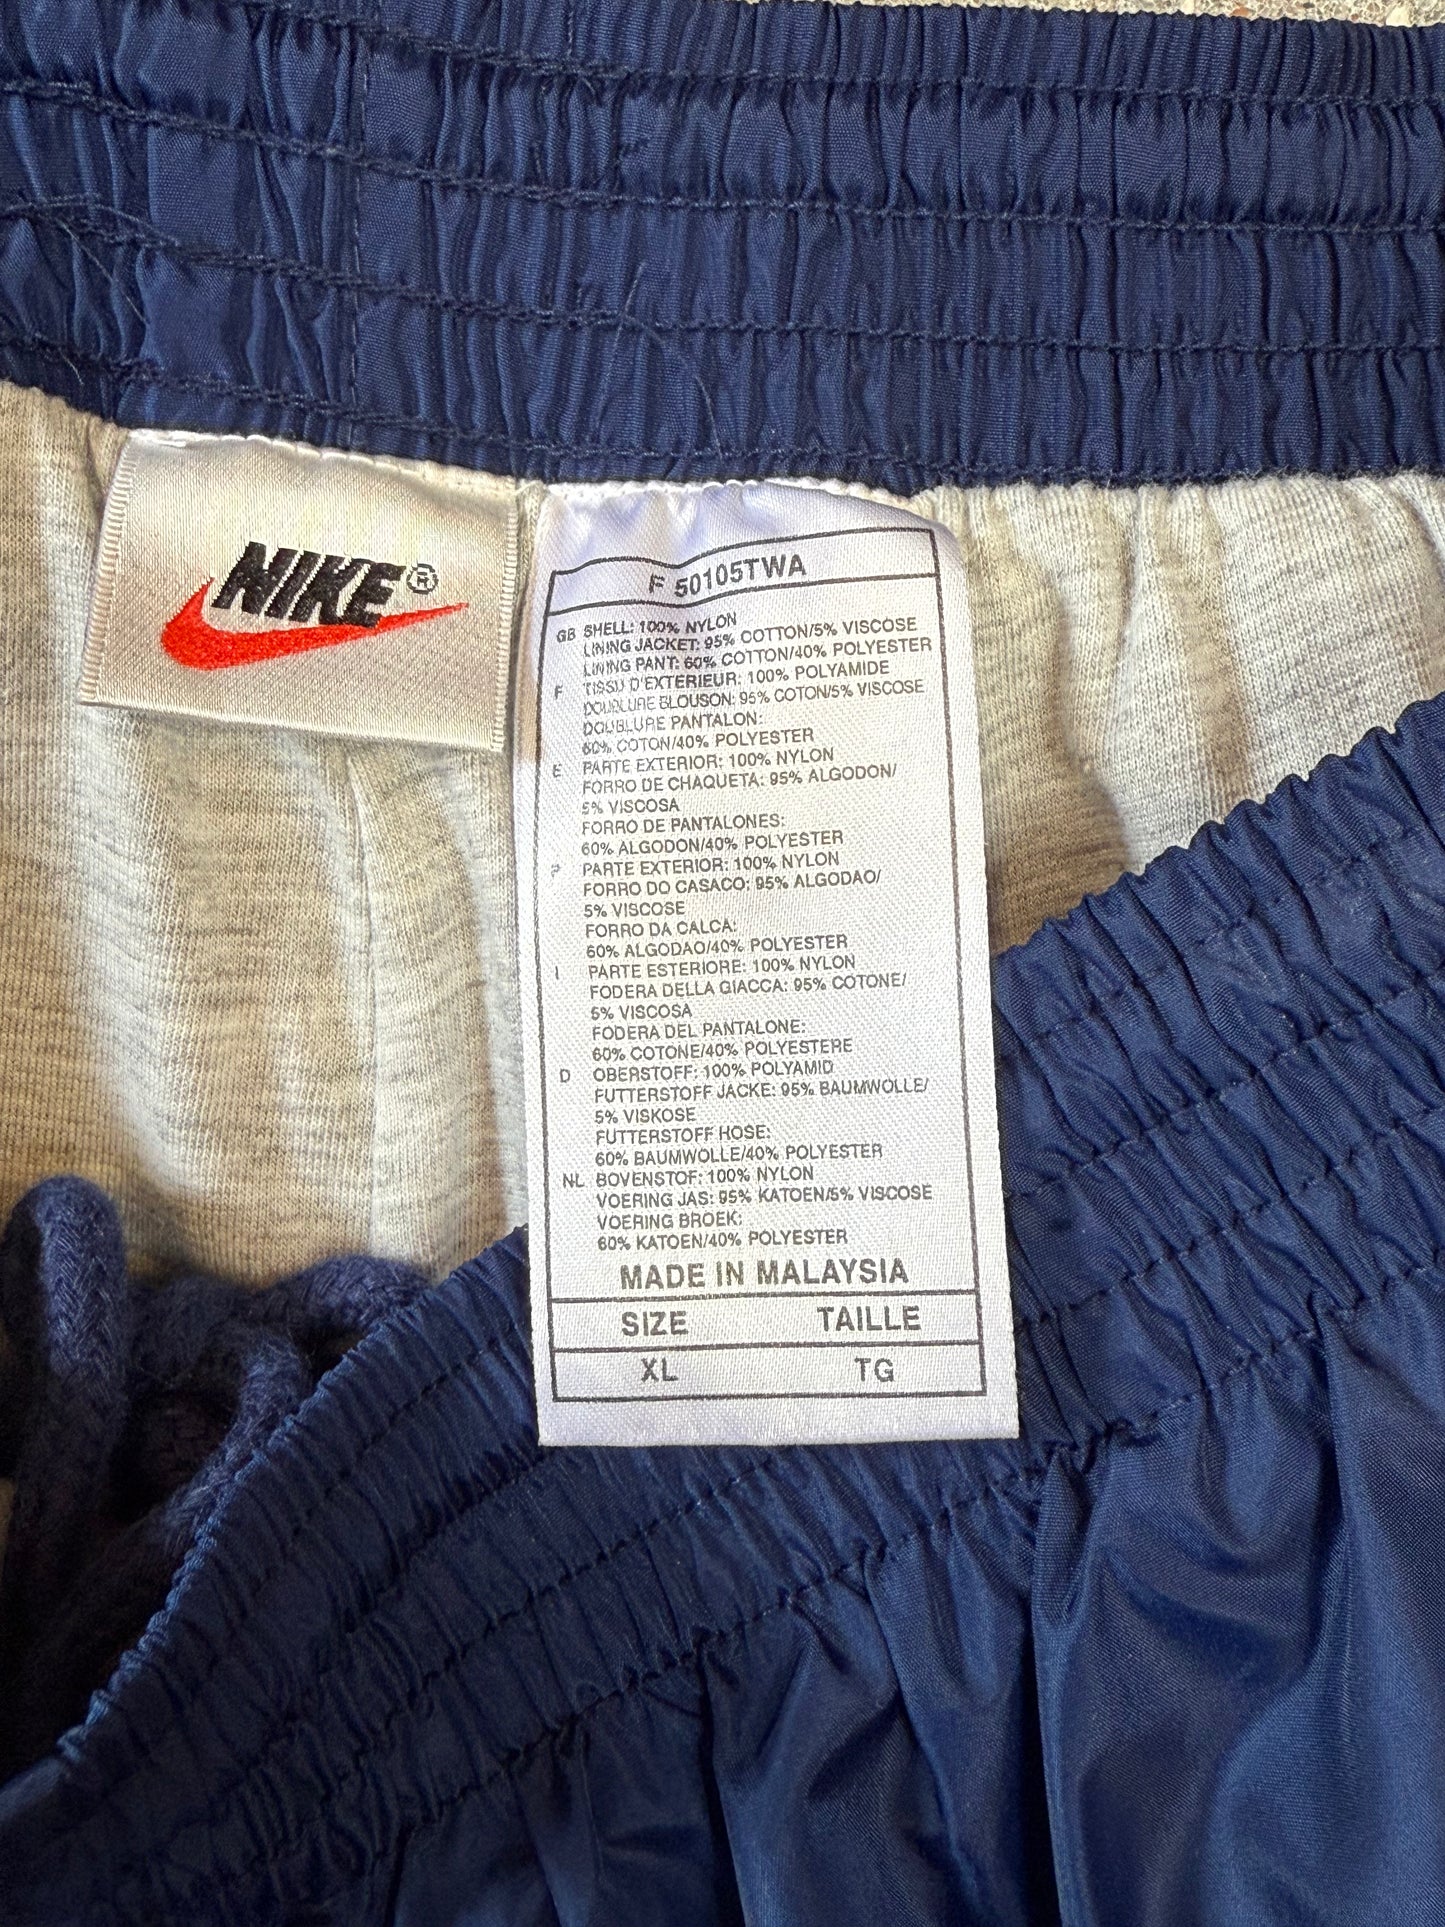 NIKE®
F 50105TWA
GB SHELL: 100% NYLON
LINING JACKET: 95% COTTON/5% VISCOSE
LINING PANT: 60% COTTON/40% POLYESTER
F TISSU D'EXTERIEUR: 100% POLYAMIDE
DOUBLURE BLOUSON: 95% COTON/5% VISCOSE
DOUBLURE PANTALON:
60% COTON/40% POLYESTER
E PARTE EXTERIOR: 100% NYLON
FORRO DE CHAQUETA: 95% ALGODON/
5% VISCOSA
FORRO DE PANTALONES:
60% ALGODON/40% POLYESTER
P PARTE EXTERIOR: 100% NYLON
FORRO DO CASACO: 95% ALGODAO/
5% VISCOSE
FORRO DA CALCA:
60% ALGODAO/40% POLYESTER
I PARTE ESTERIORE: 100% NYLON
FODERA DELLA GIACCA: 95% COTONE/
5% VISCOSA
FODERA DEL PANTALONE:
60% COTONE/40% POLYESTERE
D OBERSTOFF: 100% POLYAMID
FUTTERSTOFF JACKE: 95% BAUMWOLLE/
5% VISKOSE
FUTTERSTOFF HOSE:
60% BAUMWOLLE/40% POLYESTER
NL BOVENSTOF: 100% NYLON
VOERING JAS: 95% KATOEN/5% VISCOSE
VOERING BROEK:
60% KATOEN/40% POLYESTER
MADE IN MALAYSIA
SIZE TAILLE
XL TG